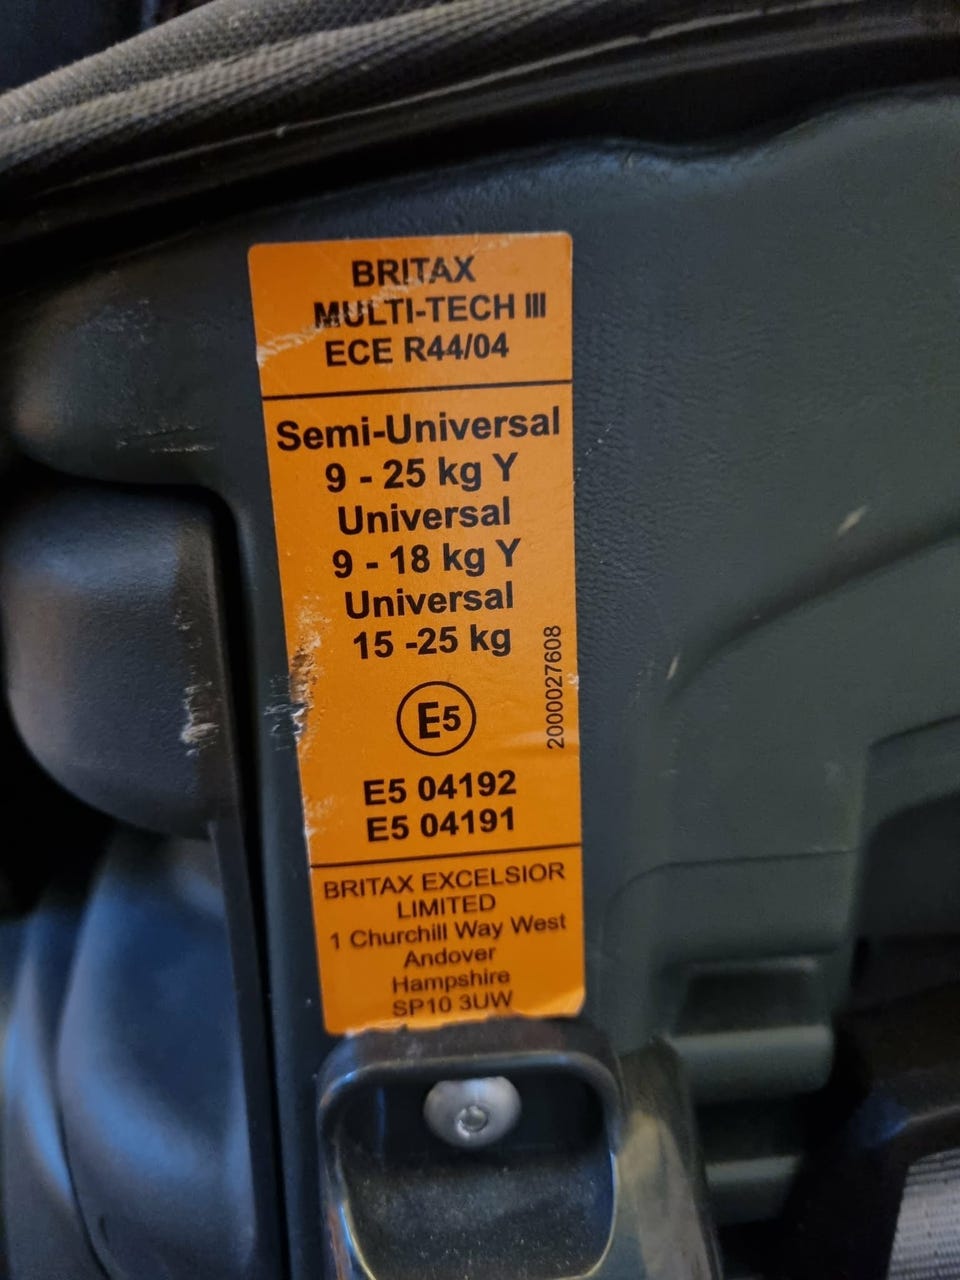 BRITAX
MULTI-TECH III
ECE R44/04
Semi-Universal
9 - 25 kg Y
Universal
9 - 18 kg Y
Universal
15 -25 kg
E5
2000027608
E5 04192
E5 04191
BRITAX EXCELSIOR
LIMITED
1 Churchill Way West
Andover
Hampshire
SP10 3UW